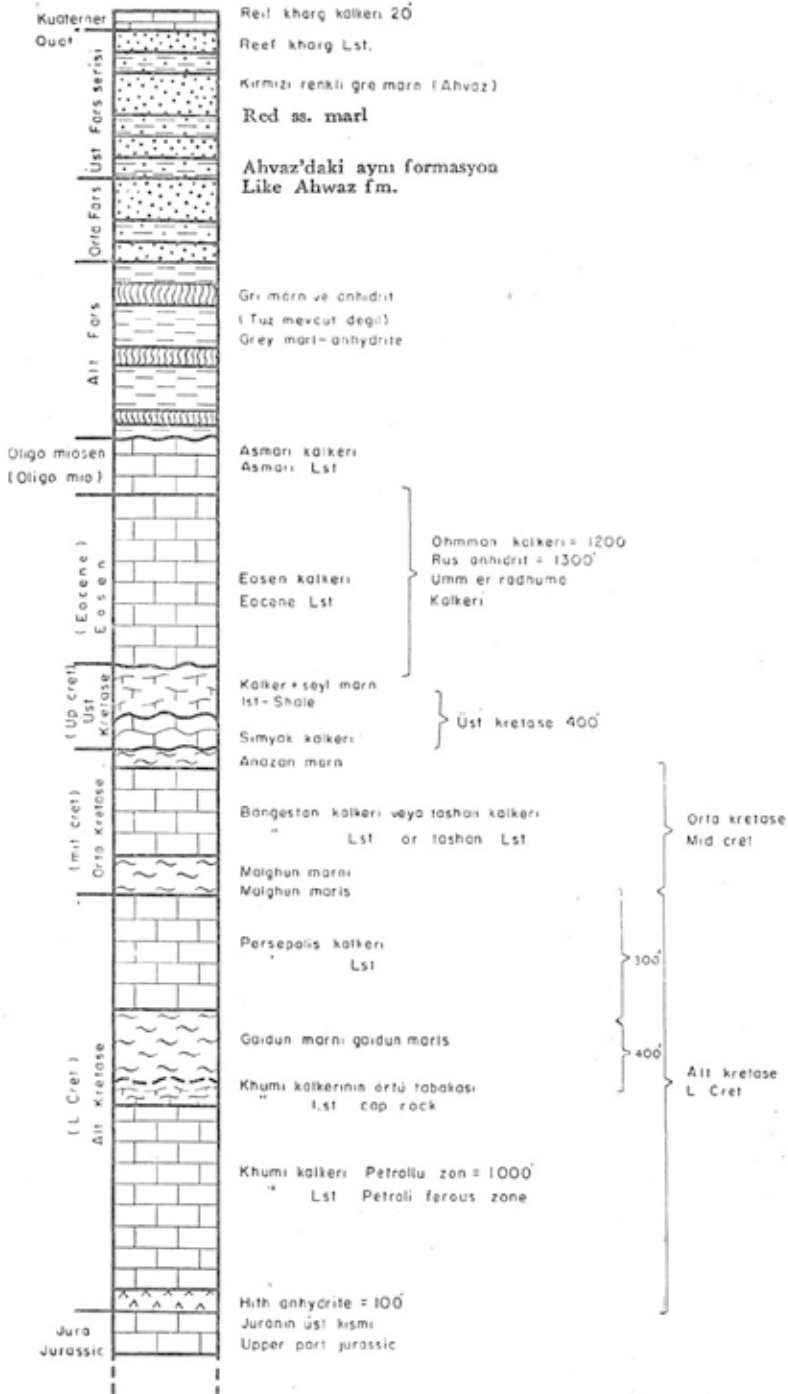 Kuaterner
Quat
Üst Fars serisi
Orta Fars
Alt Fars
Oligo miosen
(Oligo mio)
(Eocene)
Eosen
(Up cret)
Üst
Kretase
(mit cret)
Orta Kretase
(L Cret)
Alt Kretase
Jura
Jurassic
Reif kharg kalkeri 20'
Reef kharg Lst.
Kırmızı renkli gre marn (Ahvaz)
Red ss. marl
Ahvaz'daki aynı formasyon
Like Ahwaz fm.
Gri marn ve anhidrit
(Tuz mevcut degil)
Grey marl-anhydrite
Asmari kalkeri
Asmari Lst
Eosen kalkeri
Eocene Lst
Ohmman kalkeri = 1200
Rus anhidrit = 1300'
Umm er radhuma
Kalkeri
Kalker + seyl marn
lst-Shale
Simyak kalkeri
Üst kretase 400'
Anazan marn
Bangestan kalkeri veya tashan kalkeri
" Lst or tashan Lst.
Malghun marnı
Malghun marls
Orta kretase
Mid cret
Persepolis kalkeri
Lst
300'
Gaidun marnı gaidun marls
400'
Khumi kalkerinin örtü tabakası
" Lst cap rock
Alt kretase
L Cret
Khumi kalkeri Petrollu zon = 1000'
" Lst Petroli ferous zone
Hith anhydrite = 100'
Juranin üst kismi
Upper part jurassic